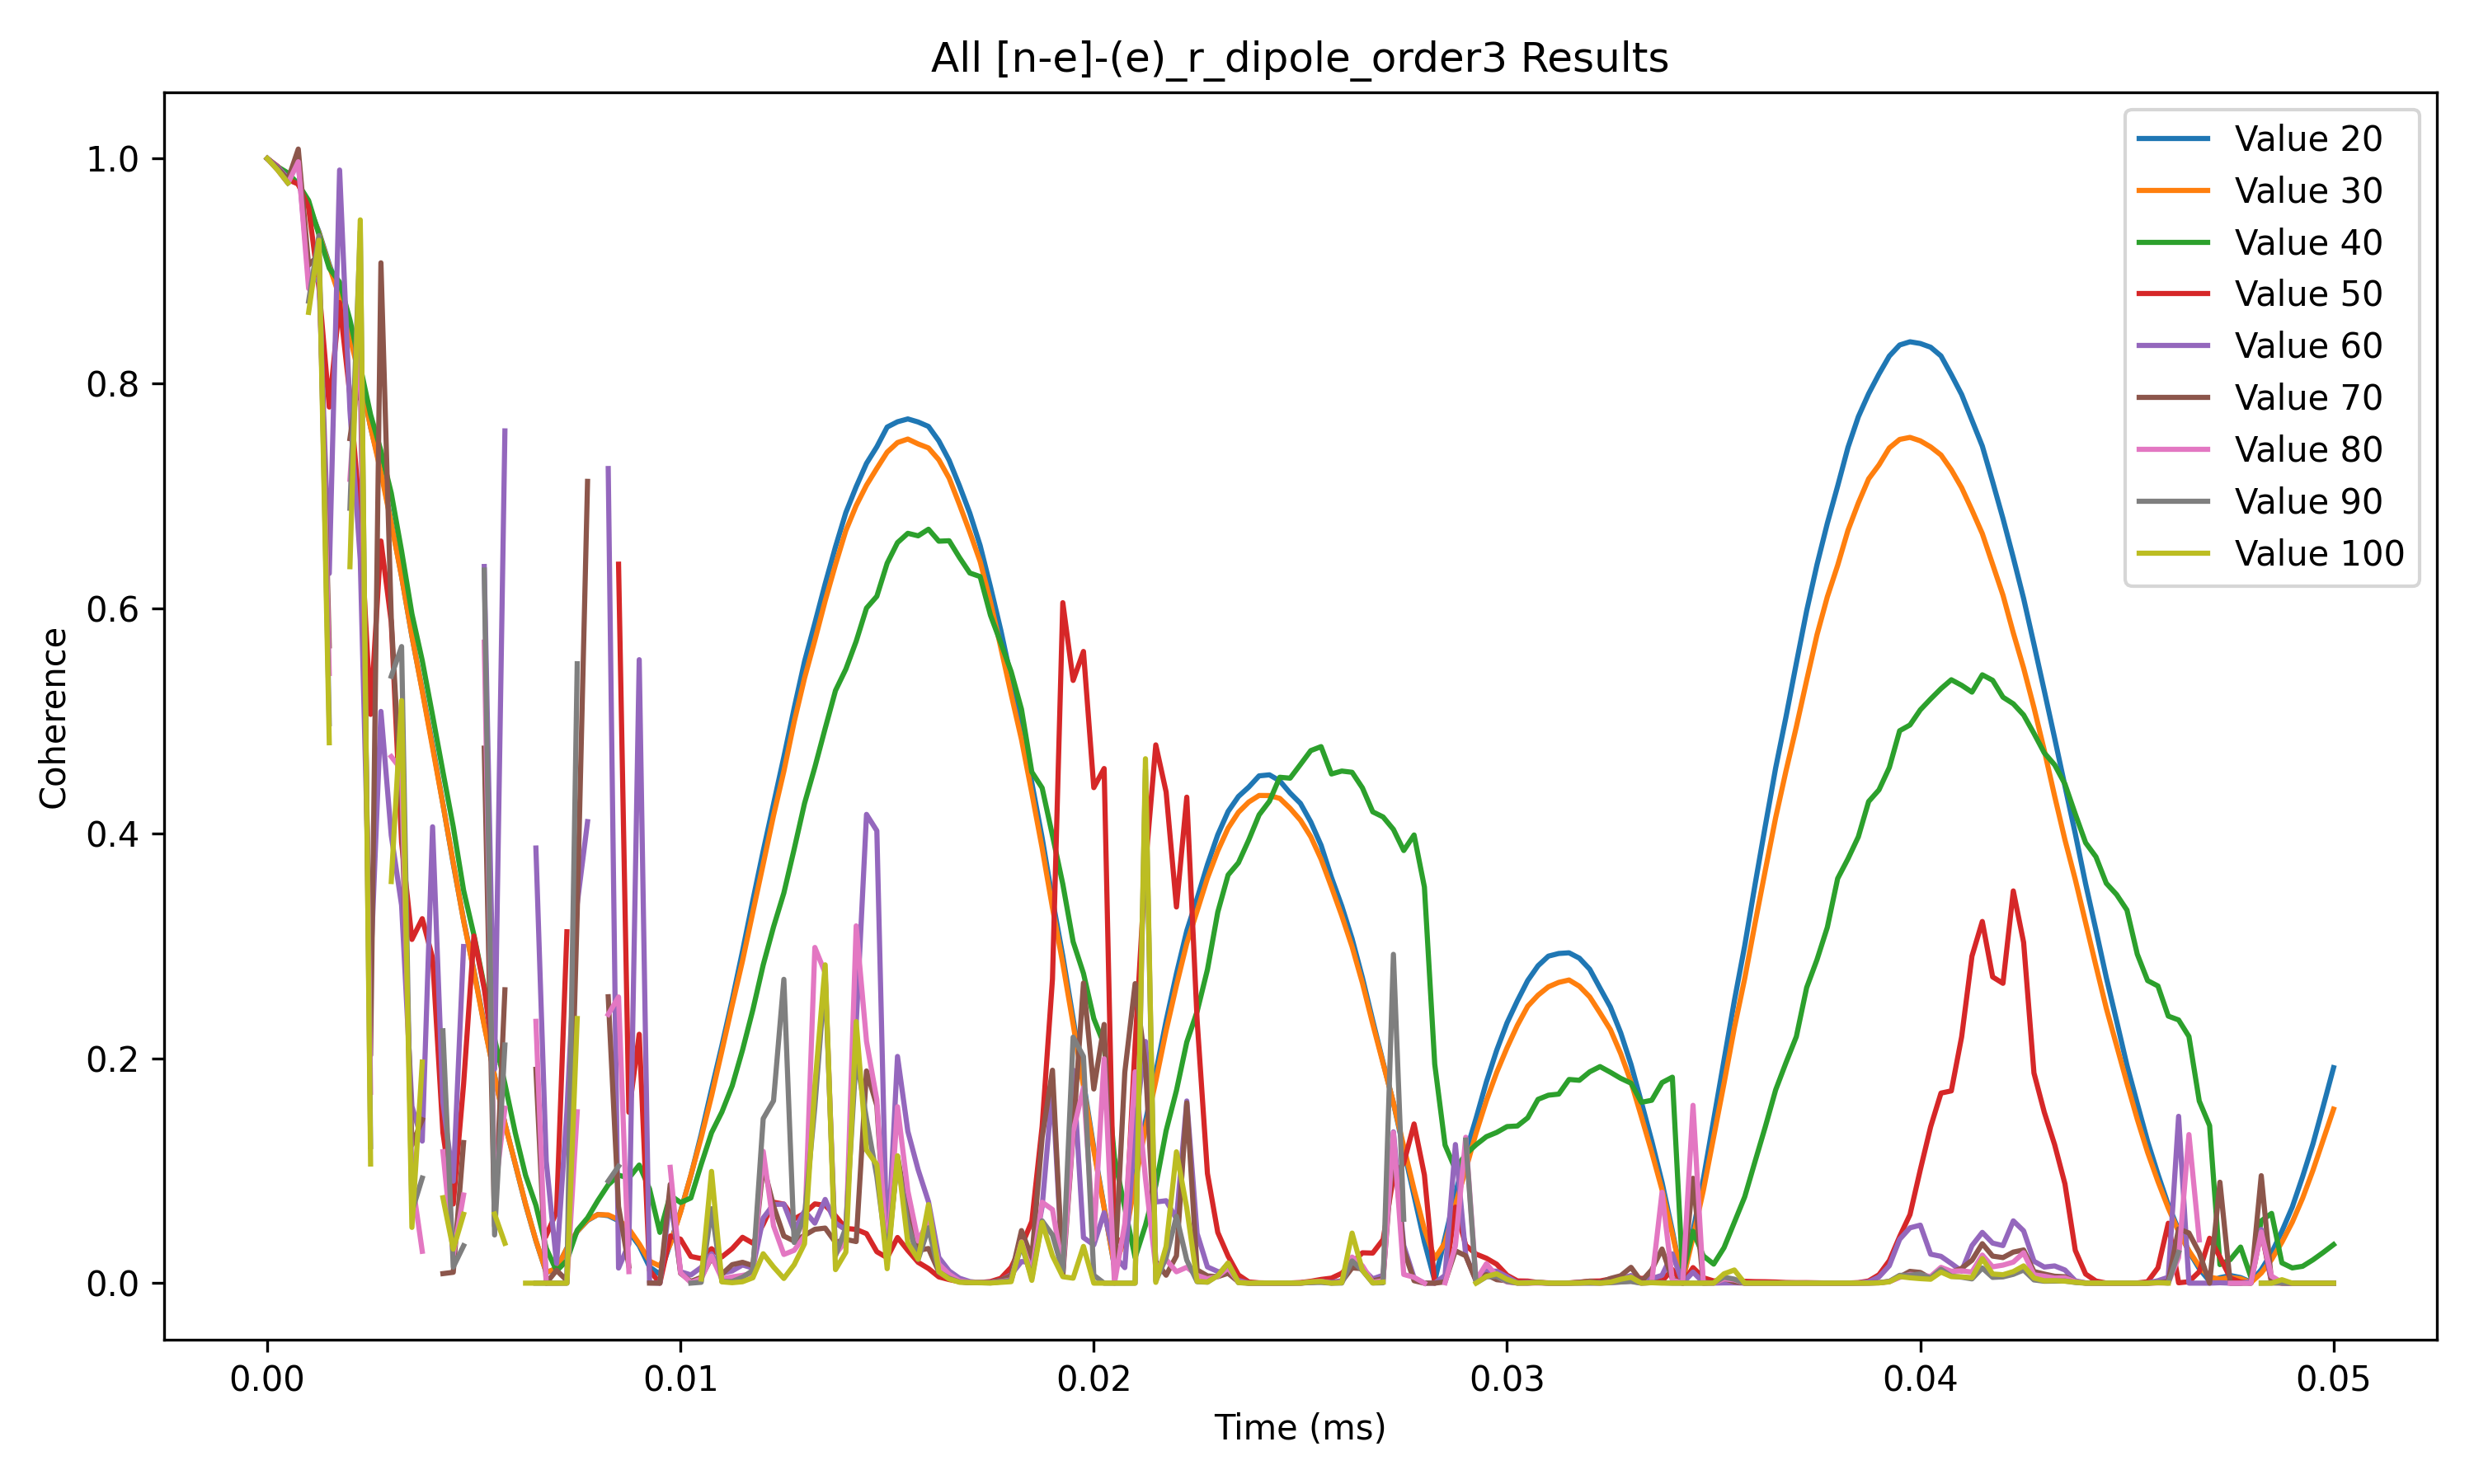 All [n-e]-(e)_r_dipole_order3 Results
Value 20
Value 30
Value 40
Value 50
Value 60
Value 70
Value 80
Value 90
Value 100
1.0
0.8
0.6
0.4
0.2
0.0
Coherence
0.00 0.01 0.02 0.03 0.04 0.05
Time (ms)